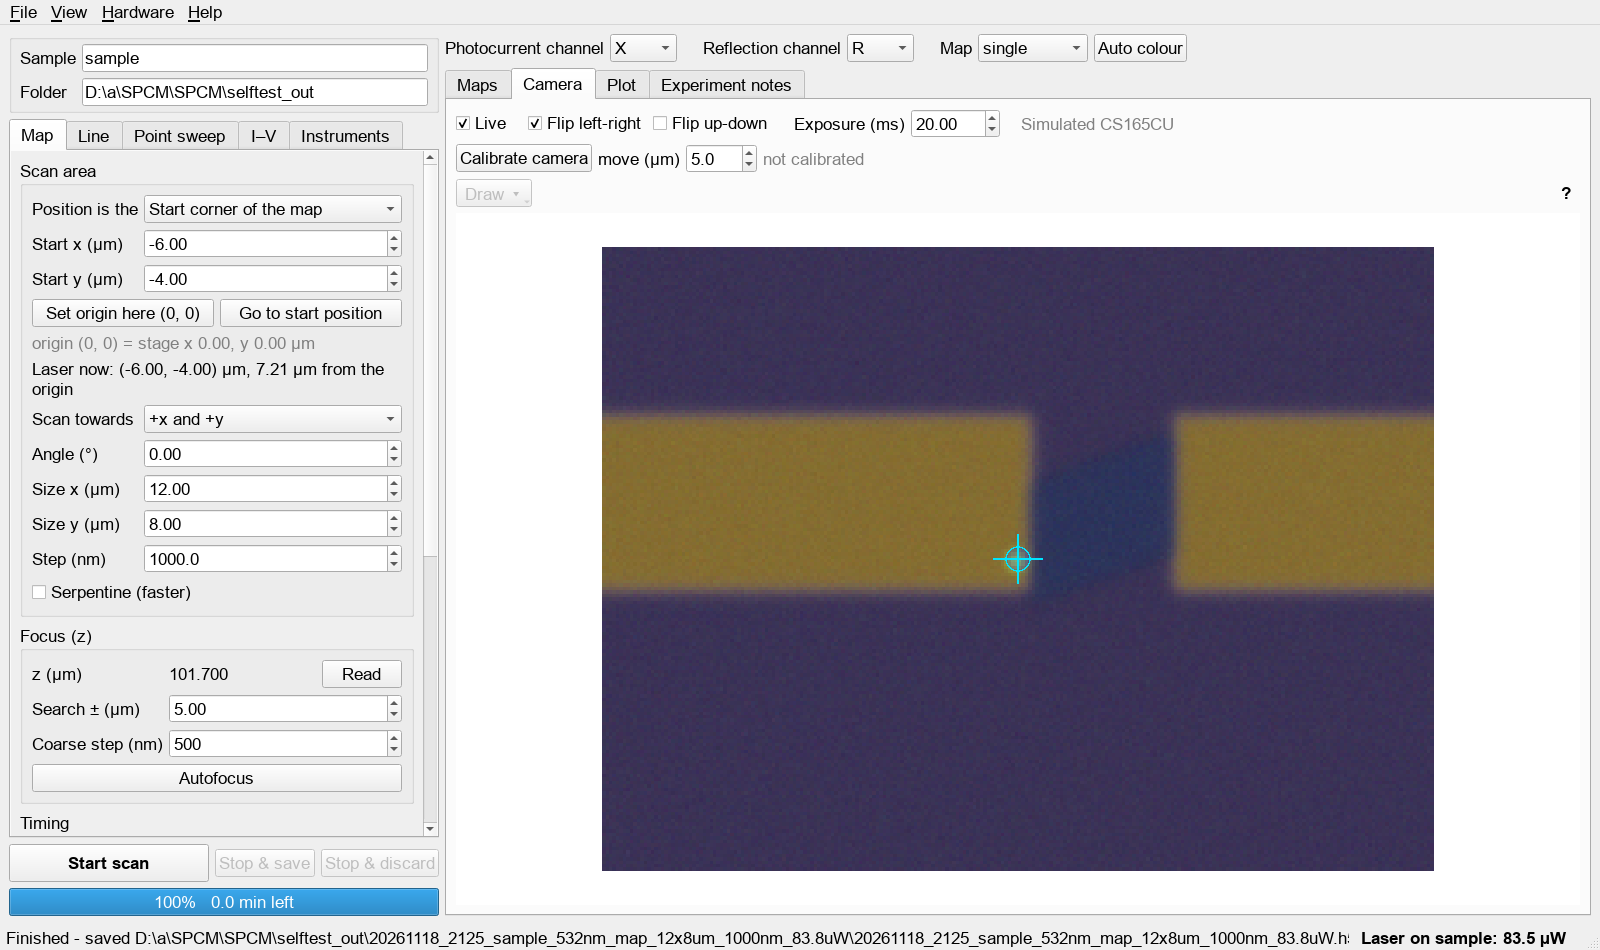 File View Hardware Help
Sample sample
Folder D:\a\SPCM\SPCM\selftest_out
Map Line Point sweep I–V Instruments
Scan area
Position is the Start corner of the map
Start x (µm) -6.00
Start y (µm) -4.00
Set origin here (0, 0) Go to start position
origin (0, 0) = stage x 0.00, y 0.00 µm
Laser now: (-6.00, -4.00) µm, 7.21 µm from the
origin
Scan towards +x and +y
Angle (°) 0.00
Size x (µm) 12.00
Size y (µm) 8.00
Step (nm) 1000.0
Serpentine (faster)
Focus (z)
z (µm) 101.700 Read
Search ± (µm) 5.00
Coarse step (nm) 500
Autofocus
Timing
Start scan Stop & save Stop & discard
100% 0.0 min left
Photocurrent channel X Reflection channel R Map single Auto colour
Maps Camera Plot Experiment notes
Live Flip left-right Flip up-down Exposure (ms) 20.00 Simulated CS165CU
Calibrate camera move (µm) 5.0 not calibrated
Draw ?
Finished - saved D:\a\SPCM\SPCM\selftest_out\20261118_2125_sample_532nm_map_12x8um_1000nm_83.8uW\20261118_2125_sample_532nm_map_12x8um_1000nm_83.8uW.h Laser on sample: 83.5 µW